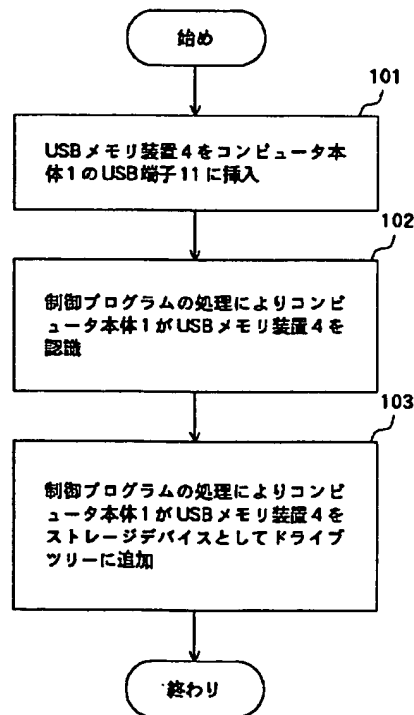 始め
101
USBメモリ装置4をコンピュータ本
体1のUSB端子11に挿入
102
制御プログラムの処理によりコンピ
ュータ本体1がUSBメモリ装置4を
認識
103
制御プログラムの処理によりコンピ
ュータ本体1がUSBメモリ装置4を
ストレージデバイスとしてドライブ
ツリーに追加
終わり